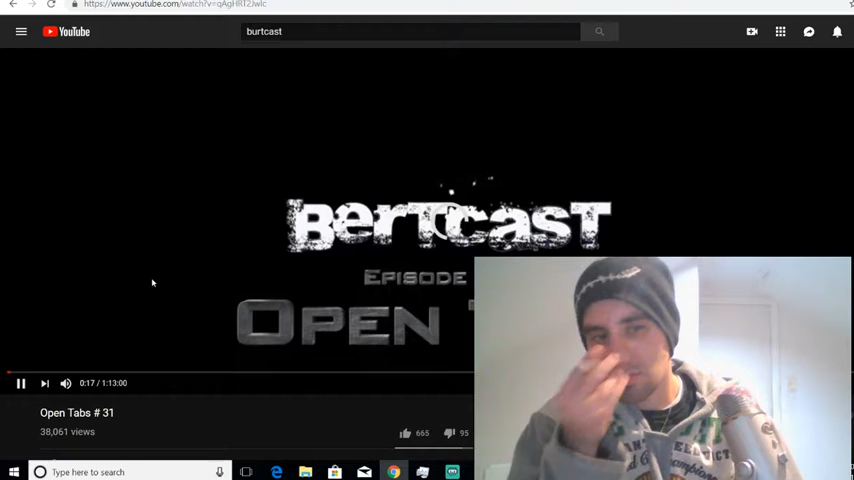 https://www.youtube.com/watch?v=qAgHRT2Jwlc
YouTube
burtcast
BERTCAST
EPISODE
OPEN
0:17 / 1:13:00
Open Tabs # 31
38,061 views
665
95
Type here to search
Champions